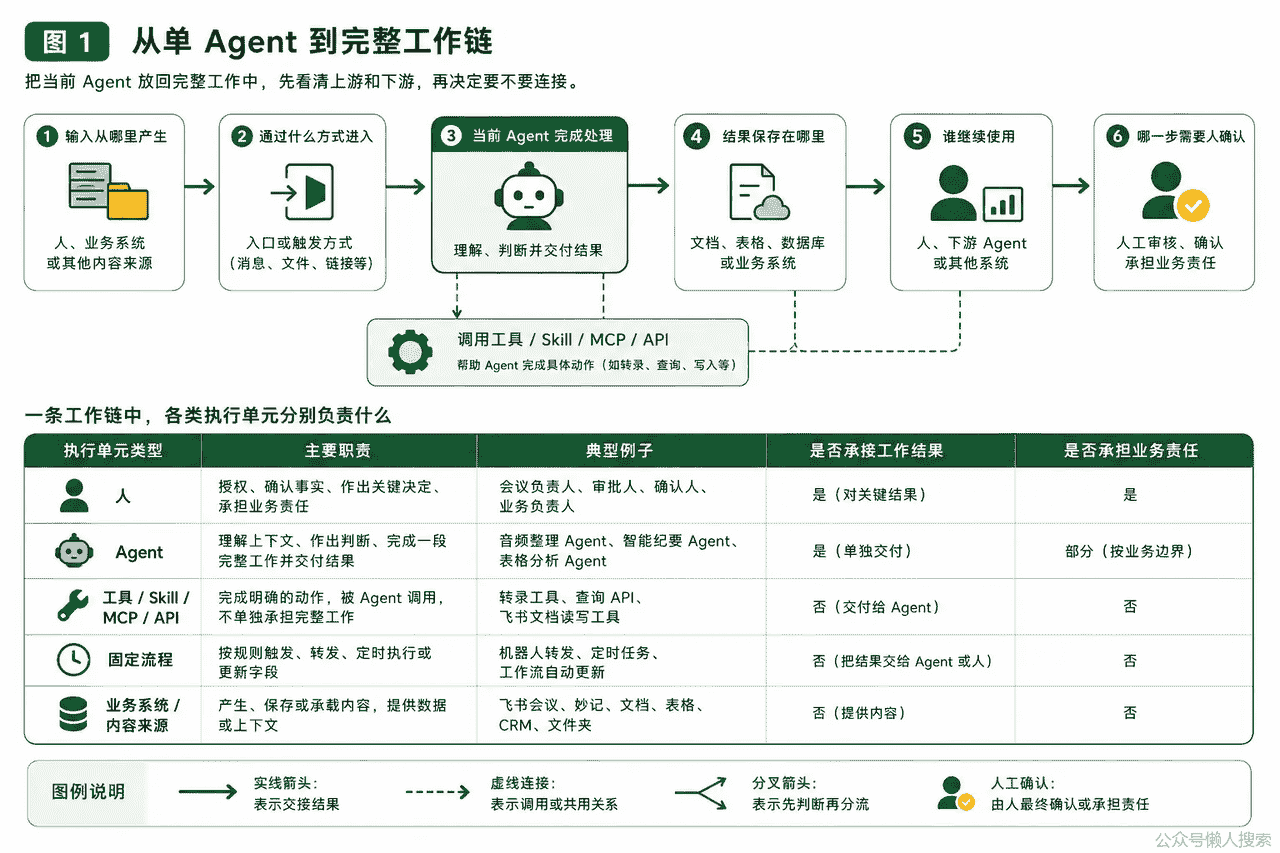 图 1 从单 Agent 到完整工作链
把当前 Agent 放回完整工作中，先看清上游和下游，再决定要不要连接。
1 输入从哪里产生
人、业务系统
或其他内容来源
2 通过什么方式进入
入口或触发方式
（消息、文件、链接等）
3 当前 Agent 完成处理
理解、判断并交付结果
4 结果保存在哪里
文档、表格、数据库
或业务系统
5 谁继续使用
人、下游 Agent
或其他系统
6 哪一步需要人确认
人工审核、确认
承担业务责任
调用工具 / Skill / MCP / API
帮助 Agent 完成具体动作（如转录、查询、写入等）
一条工作链中，各类执行单元分别负责什么
执行单元类型 主要职责 典型例子 是否承接工作结果 是否承担业务责任
人
授权、确认事实、作出关键决定、
承担业务责任
会议负责人、审批人、确认人、
业务负责人
是（对关键结果）
是
Agent
理解上下文、作出判断、完成一段
完整工作并交付结果
音频整理 Agent、智能纪要 Agent、
表格分析 Agent
是（单独交付）
部分（按业务边界）
工具 / Skill /
MCP / API
完成明确的动作，被 Agent 调用，
不单独承担完整工作
转录工具、查询 API、
飞书文档读写工具
否（交付给 Agent）
否
固定流程
按规则触发、转发、定时执行或
更新字段
机器人转发、定时任务、
工作流自动更新
否（把结果交给 Agent 或人）
否
业务系统 /
内容来源
产生、保存或承载内容，提供数据
或上下文
飞书会议、妙记、文档、表格、
CRM、文件夹
否（提供内容）
否
图例说明
实线箭头：
表示交接结果
虚线连接：
表示调用或共用关系
分叉箭头：
表示先判断再分流
人工确认：
由人最终确认或承担责任
公众号懒人搜索